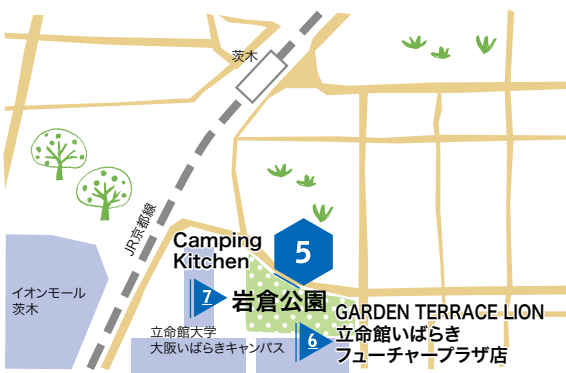 茨木
JR京都線
Camping
Kitchen
5
イオンモール
茨木
7
岩倉公園
GARDEN TERRACE LION
立命館いばらき
フューチャープラザ店
6
立命館大学
大阪いばらきキャンパス